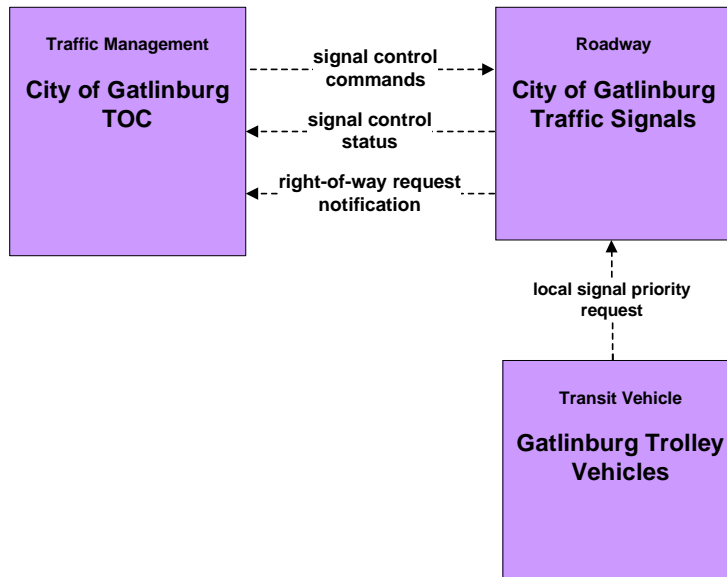 Traffic Management
City of Gatlinburg
TOC
signal control
commands
signal control
status
right-of-way request
notification
Roadway
City of Gatlinburg
Traffic Signals
local signal priority
request
Transit Vehicle
Gatlinburg Trolley
Vehicles